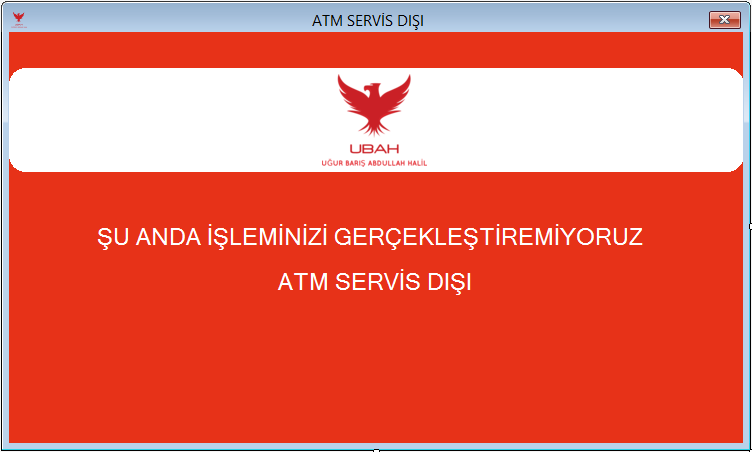 ATM SERVİS DIŞI
UBAH
UĞUR BARIŞ ABDULLAH HALİL
ŞU ANDA İŞLEMİNİZİ GERÇEKLEŞTİREMİYORUZ
ATM SERVİS DIŞI